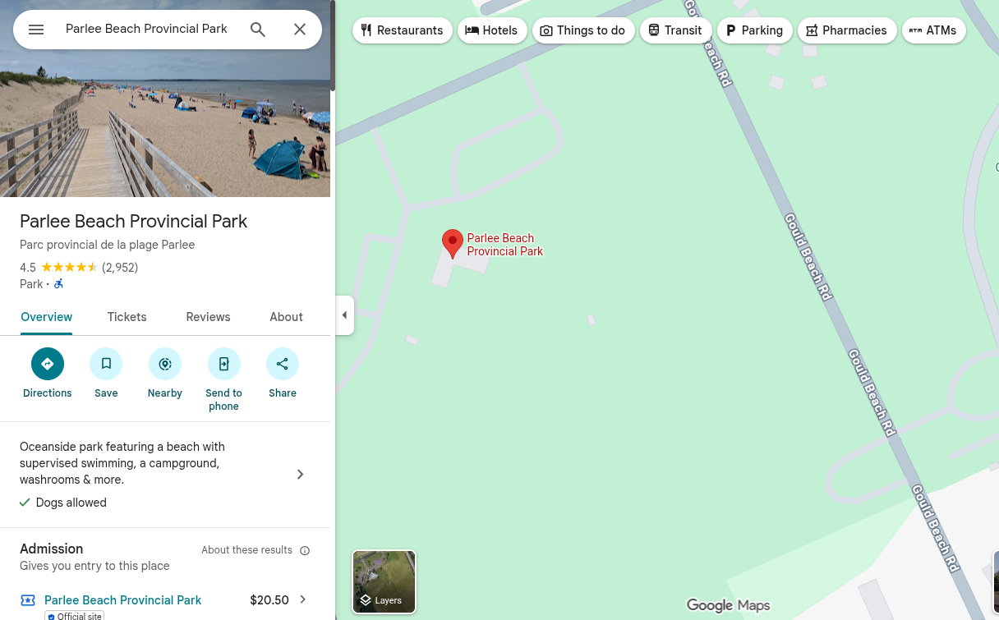 Parlee Beach Provincial Park
Restaurants
Hotels
Things to do
Transit
Parking
Pharmacies
ATM
ATMs
Parlee Beach Provincial Park
Parc provincial de la plage Parlee
4.5 (2,952)
Park ·
Overview
Tickets
Reviews
About
Directions
Save
Nearby
Send to
phone
Share
Oceanside park featuring a beach with
supervised swimming, a campground,
washrooms & more.
Dogs allowed
Admission
About these results
Gives you entry to this place
Parlee Beach Provincial Park
$20.50
Official site
Parlee Beach
Provincial Park
Gould Beach Rd
Gould Beach Rd
Gould Beach Rd
Layers
Google Maps